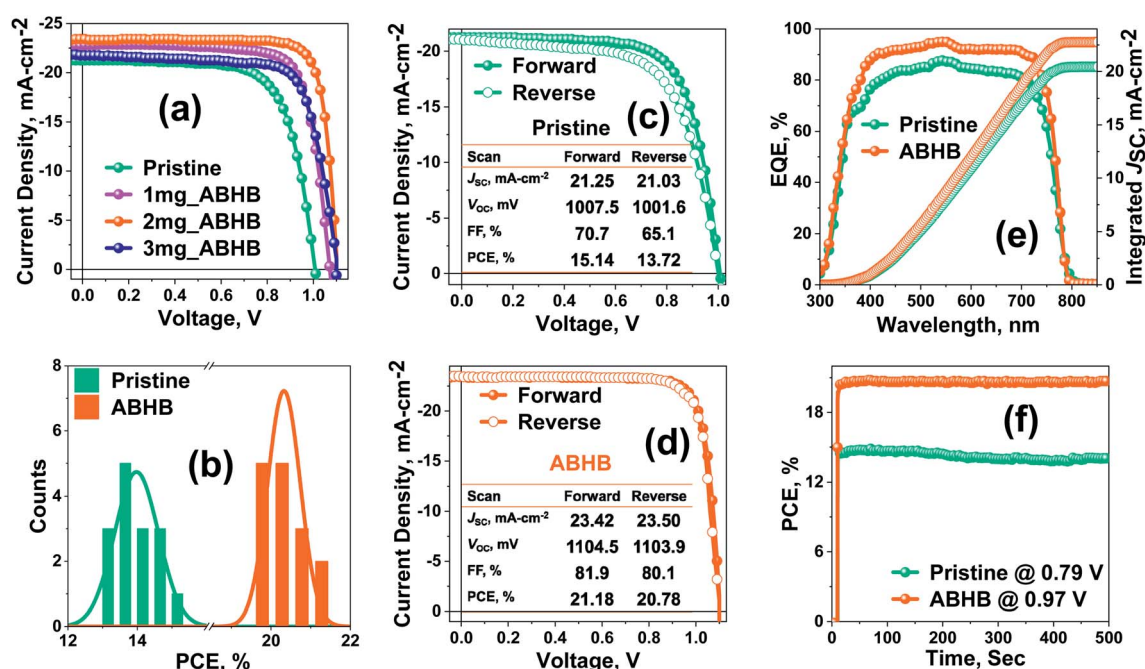 (a)
Current Density, mA-cm-2
-25
-20
-15
-10
-5
0
Pristine
1mg_ABHB
2mg_ABHB
3mg_ABHB
0.0 0.2 0.4 0.6 0.8 1.0
Voltage, V
(c)
Current Density, mA-cm-2
-20
-15
-10
-5
0
Forward
Reverse
Pristine
Scan Forward Reverse
JSC, mA-cm-2 21.25 21.03
VOC, mV 1007.5 1001.6
FF, % 70.7 65.1
PCE, % 15.14 13.72
0.0 0.2 0.4 0.6 0.8 1.0
Voltage, V
(e)
EQE, %
100
80
60
40
20
0
Pristine
ABHB
Integrated JSC, mA-cm-2
20
15
10
5
0
300 400 500 600 700 800
Wavelength, nm
(b)
Counts
8
6
4
2
0
Pristine
ABHB
12 14 20 22
PCE, %
(d)
Current Density, mA-cm-2
-20
-15
-10
-5
0
Forward
Reverse
ABHB
Scan Forward Reverse
JSC, mA-cm-2 23.42 23.50
VOC, mV 1104.5 1103.9
FF, % 81.9 80.1
PCE, % 21.18 20.78
0.0 0.2 0.4 0.6 0.8 1.0
Voltage, V
(f)
PCE, %
18
12
6
0
Pristine @ 0.79 V
ABHB @ 0.97 V
0 100 200 300 400 500
Time, Sec